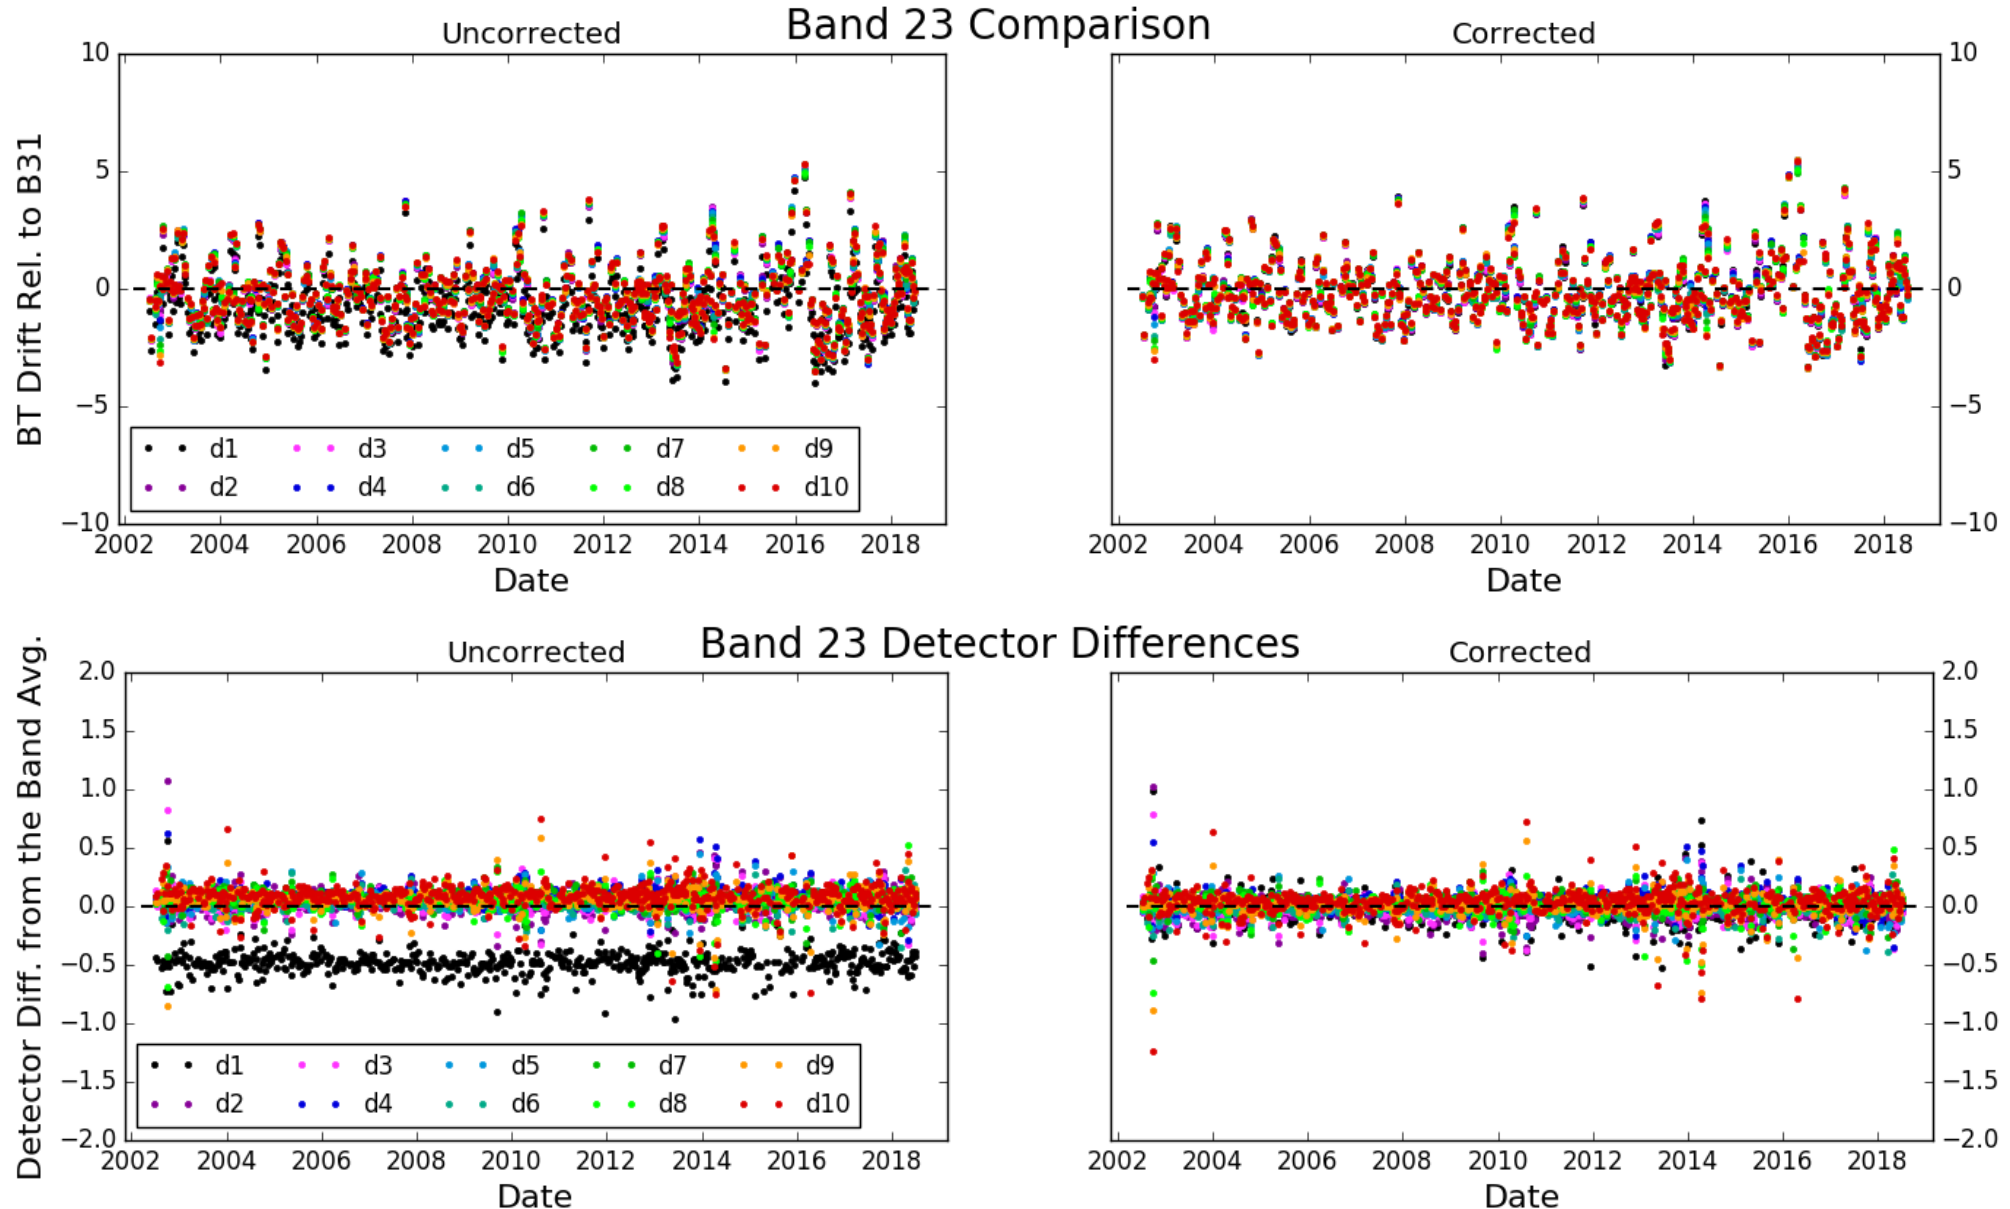 Band 23 Comparison
Uncorrected
Corrected
BT Drift Rel. to B31
10
5
0
−5
−10
d1 d3 d5 d7 d9
d2 d4 d6 d8 d10
2002 2004 2006 2008 2010 2012 2014 2016 2018
Date
10
5
0
−5
−10
2002 2004 2006 2008 2010 2012 2014 2016 2018
Date
Band 23 Detector Differences
Uncorrected
Corrected
Detector Diff. from the Band Avg.
2.0
1.5
1.0
0.5
0.0
−0.5
−1.0
−1.5
−2.0
d1 d3 d5 d7 d9
d2 d4 d6 d8 d10
2002 2004 2006 2008 2010 2012 2014 2016 2018
Date
2.0
1.5
1.0
0.5
0.0
−0.5
−1.0
−1.5
−2.0
2002 2004 2006 2008 2010 2012 2014 2016 2018
Date